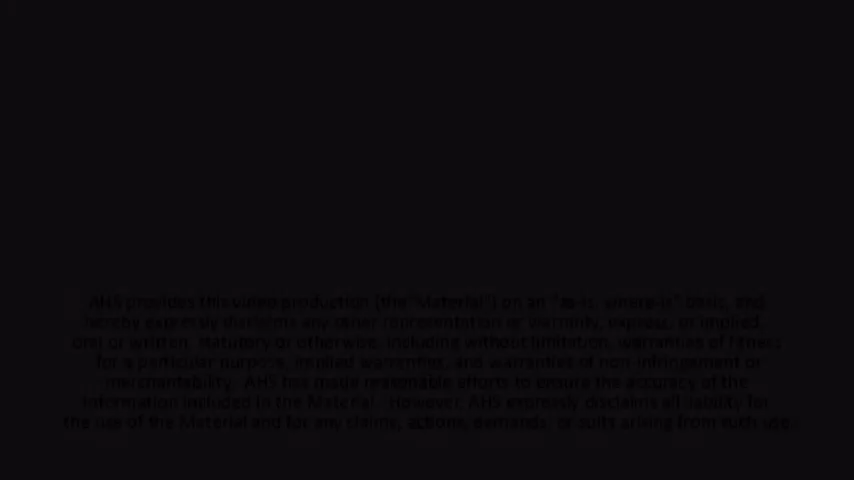 AHS provides this video production (the "Material") on an "as-is, where-is" basis, and
hereby expressly disclaims any other representation or warranty, express, or implied,
oral or written, statutory or otherwise, including without limitation, warranties of fitness
for a particular purpose, implied warranties, and warranties of non-infringement or
merchantability. AHS has made reasonable efforts to ensure the accuracy of the
information included in the Material. However, AHS expressly disclaims all liability for
the use of the Material and for any claims, actions, demands, or suits arising from such use.